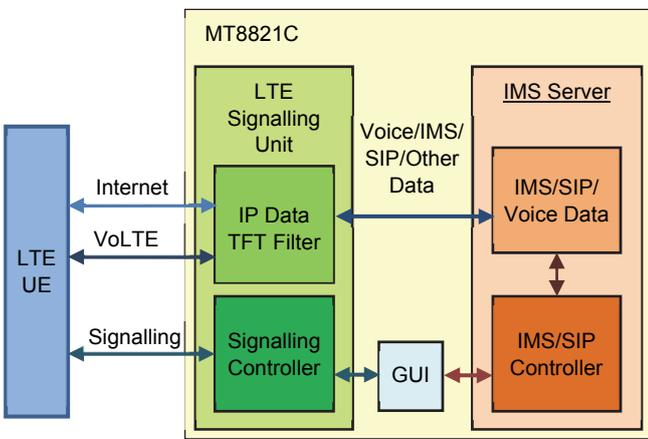 MT8821C
LTE
Signalling
Unit
IMS Server
Voice/IMS/
SIP/Other
Data
Internet
IP Data
TFT Filter
IMS/SIP/
Voice Data
VoLTE
LTE
UE
Signalling
Signalling
Controller
GUI
IMS/SIP
Controller